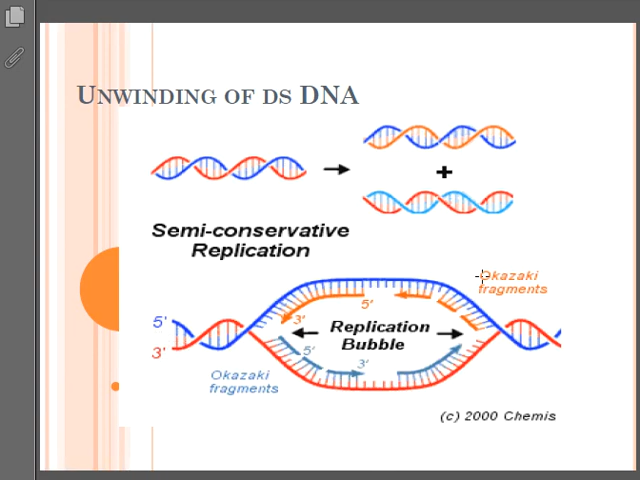 UNWINDING OF DS DNA
+
Semi-conservative
Replication
Okazaki
fragments
5'
3'
5'
Replication
Bubble
3'
5'
3'
Okazaki
fragments
(c) 2000 Chemis